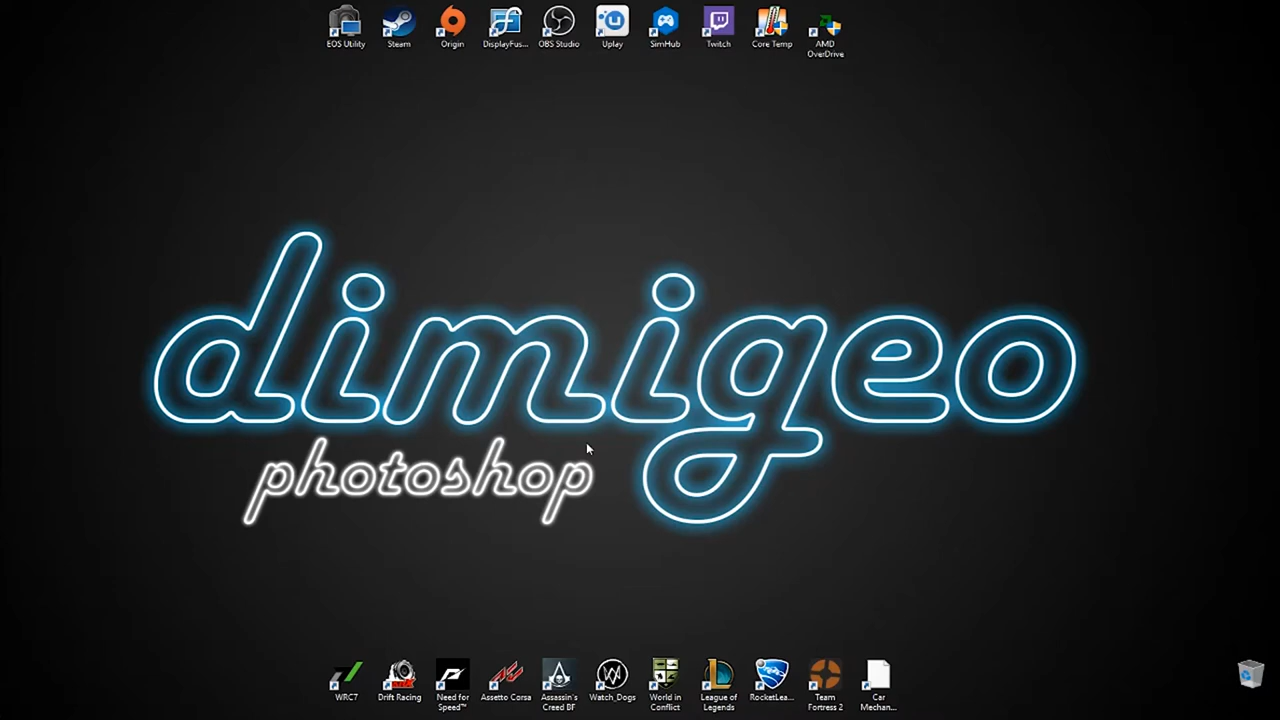 EOS Utility Steam Origin DisplayFus... OBS Studio Uplay SimHub Twitch Core Temp AMD OverDrive
dimigeo
photoshop
WRC7 Drift Racing Need for Speed™ Assetto Corsa Assassin's Creed BF Watch_Dogs World in Conflict League of Legends RocketLea... Team Fortress 2 Car Mechan...